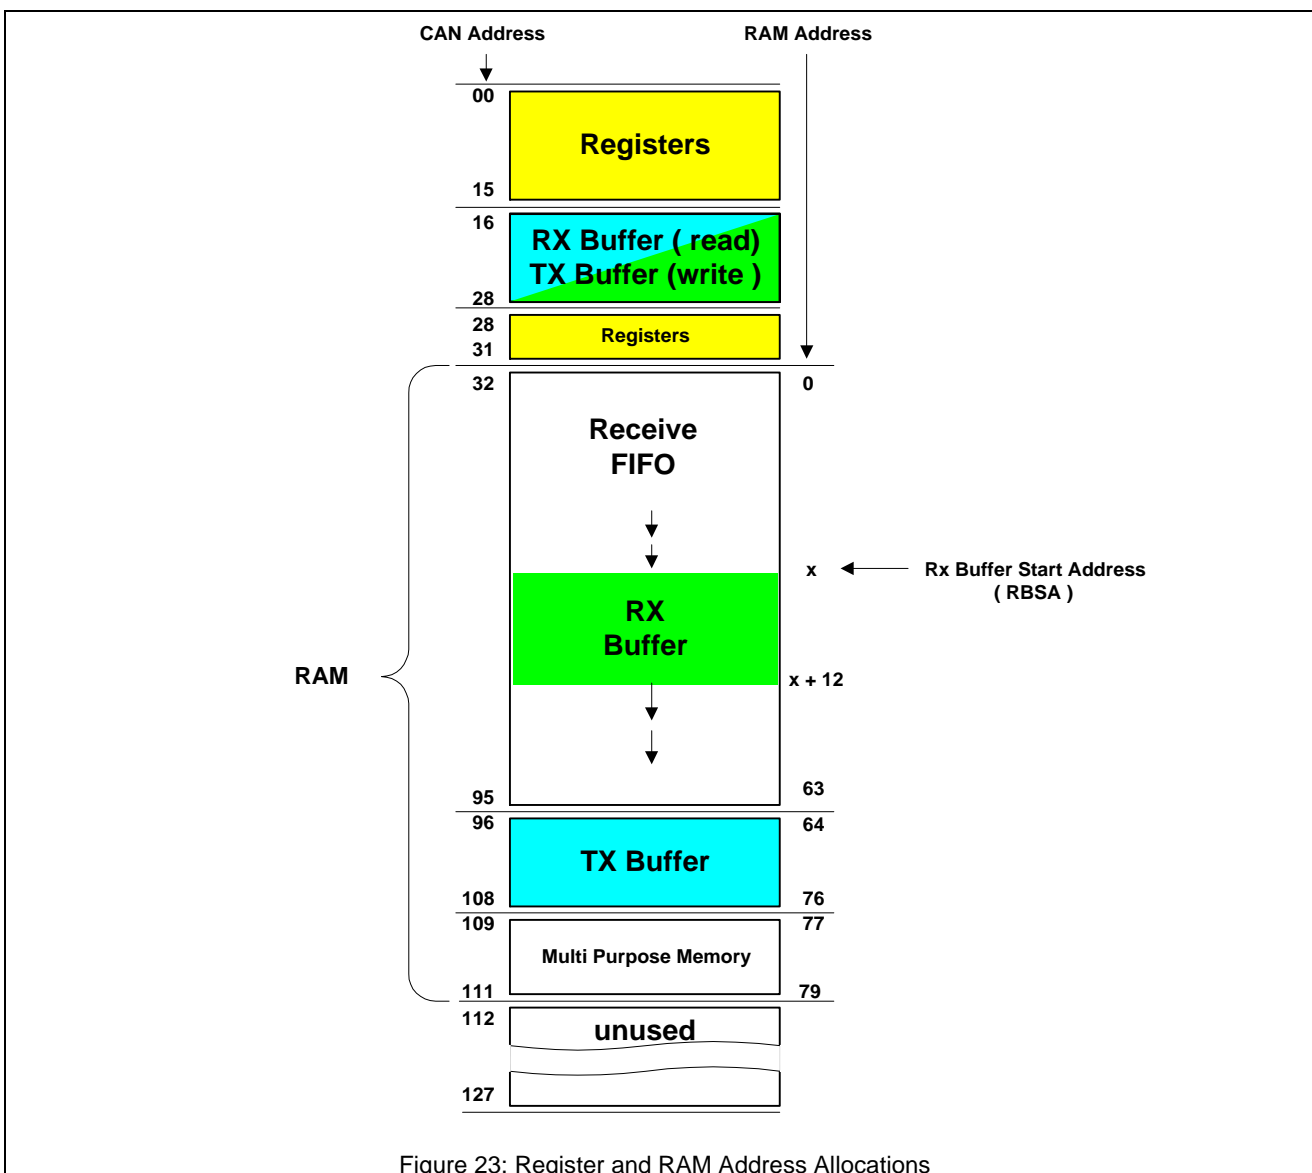 CAN Address
RAM Address
00
Registers
15
16
RX Buffer ( read)
TX Buffer (write )
28
28
Registers
31
32
0
Receive
FIFO
x
Rx Buffer Start Address
( RBSA )
RX
Buffer
RAM
x + 12
95
63
96
64
TX Buffer
108
76
109
77
Multi Purpose Memory
111
79
112
unused
127
Figure 23: Register and RAM Address Allocations